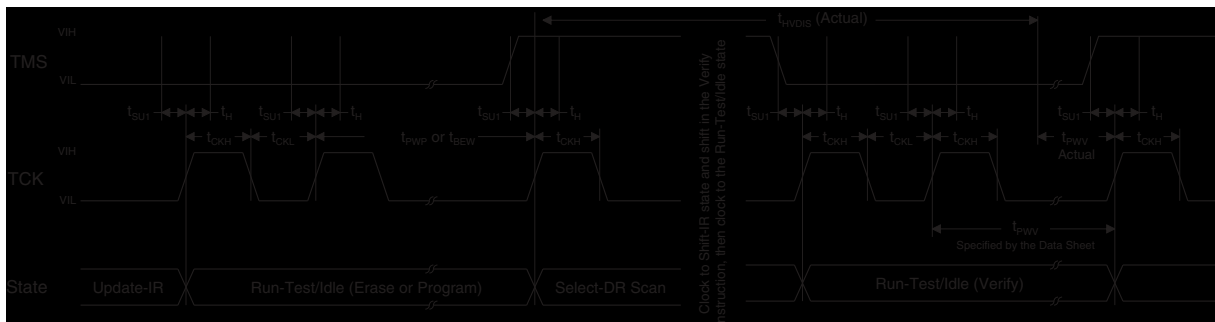 tHVDIS (Actual)
VIH
TMS
VIL
tSU1 tH tSU1 tH tSU1 tH tSU1 tH tSU1 tH tSU1 tH
tCKH tCKL tPWP or tBEW tCKH tCKH tCKL tCKH tPWV tCKH
Actual
VIH
TCK
VIL
tPWV
Specified by the Data Sheet
Clock to Shift-IR state and shift in the Verify
Instruction, then clock to the Run-Test/Idle state
State Update-IR Run-Test/Idle (Erase or Program) Select-DR Scan Run-Test/Idle (Verify)